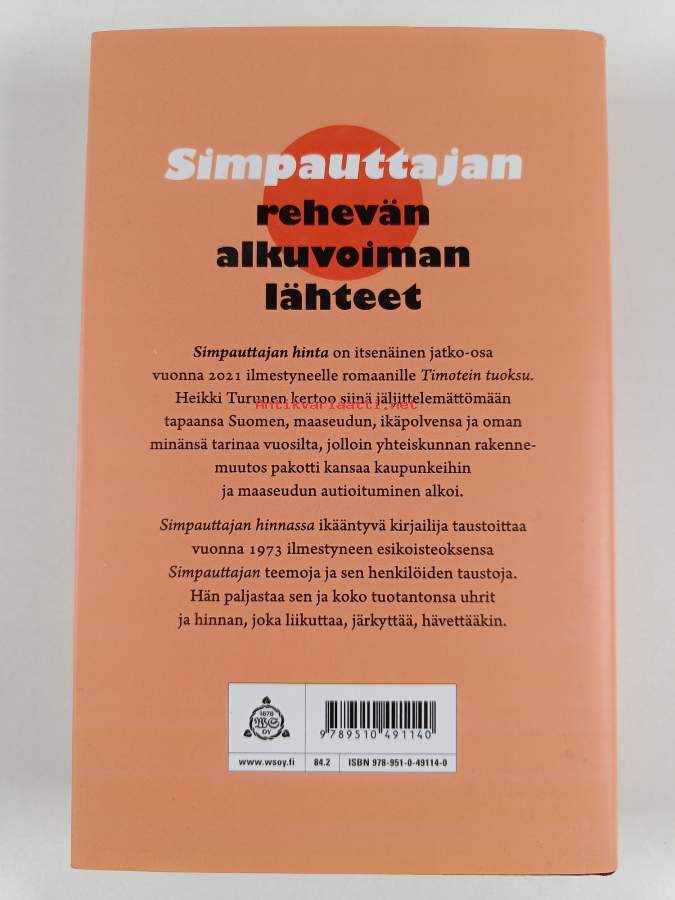 Simpauttajan
rehevän
alkuvoiman
lähteet
Simpauttajan hinta on itsenäinen jatko-osa
vuonna 2021 ilmestyneelle romaanille Timotein tuoksu.
Heikki Turunen kertoo siinä jäljittelemättömään
Antikvariaatti.net
tapaansa Suomen, maaseudun, ikäpolvensa ja oman
minänsä tarinaa vuosilta, jolloin yhteiskunnan rakenne-
muutos pakotti kansaa kaupunkeihin
ja maaseudun autioituminen alkoi.
Simpauttajan hinnassa ikääntyvä kirjailija taustoittaa
vuonna 1973 ilmestyneen esikoisteoksensa
Simpauttajan teemoja ja sen henkilöiden taustoja.
Hän paljastaa sen ja koko tuotantonsa uhrit
ja hinnan, joka liikuttaa, järkyttää, hävettääkin.
1878
WS
OY
9789510491140
www.wsoy.fi
84.2
ISBN 978-951-0-49114-0